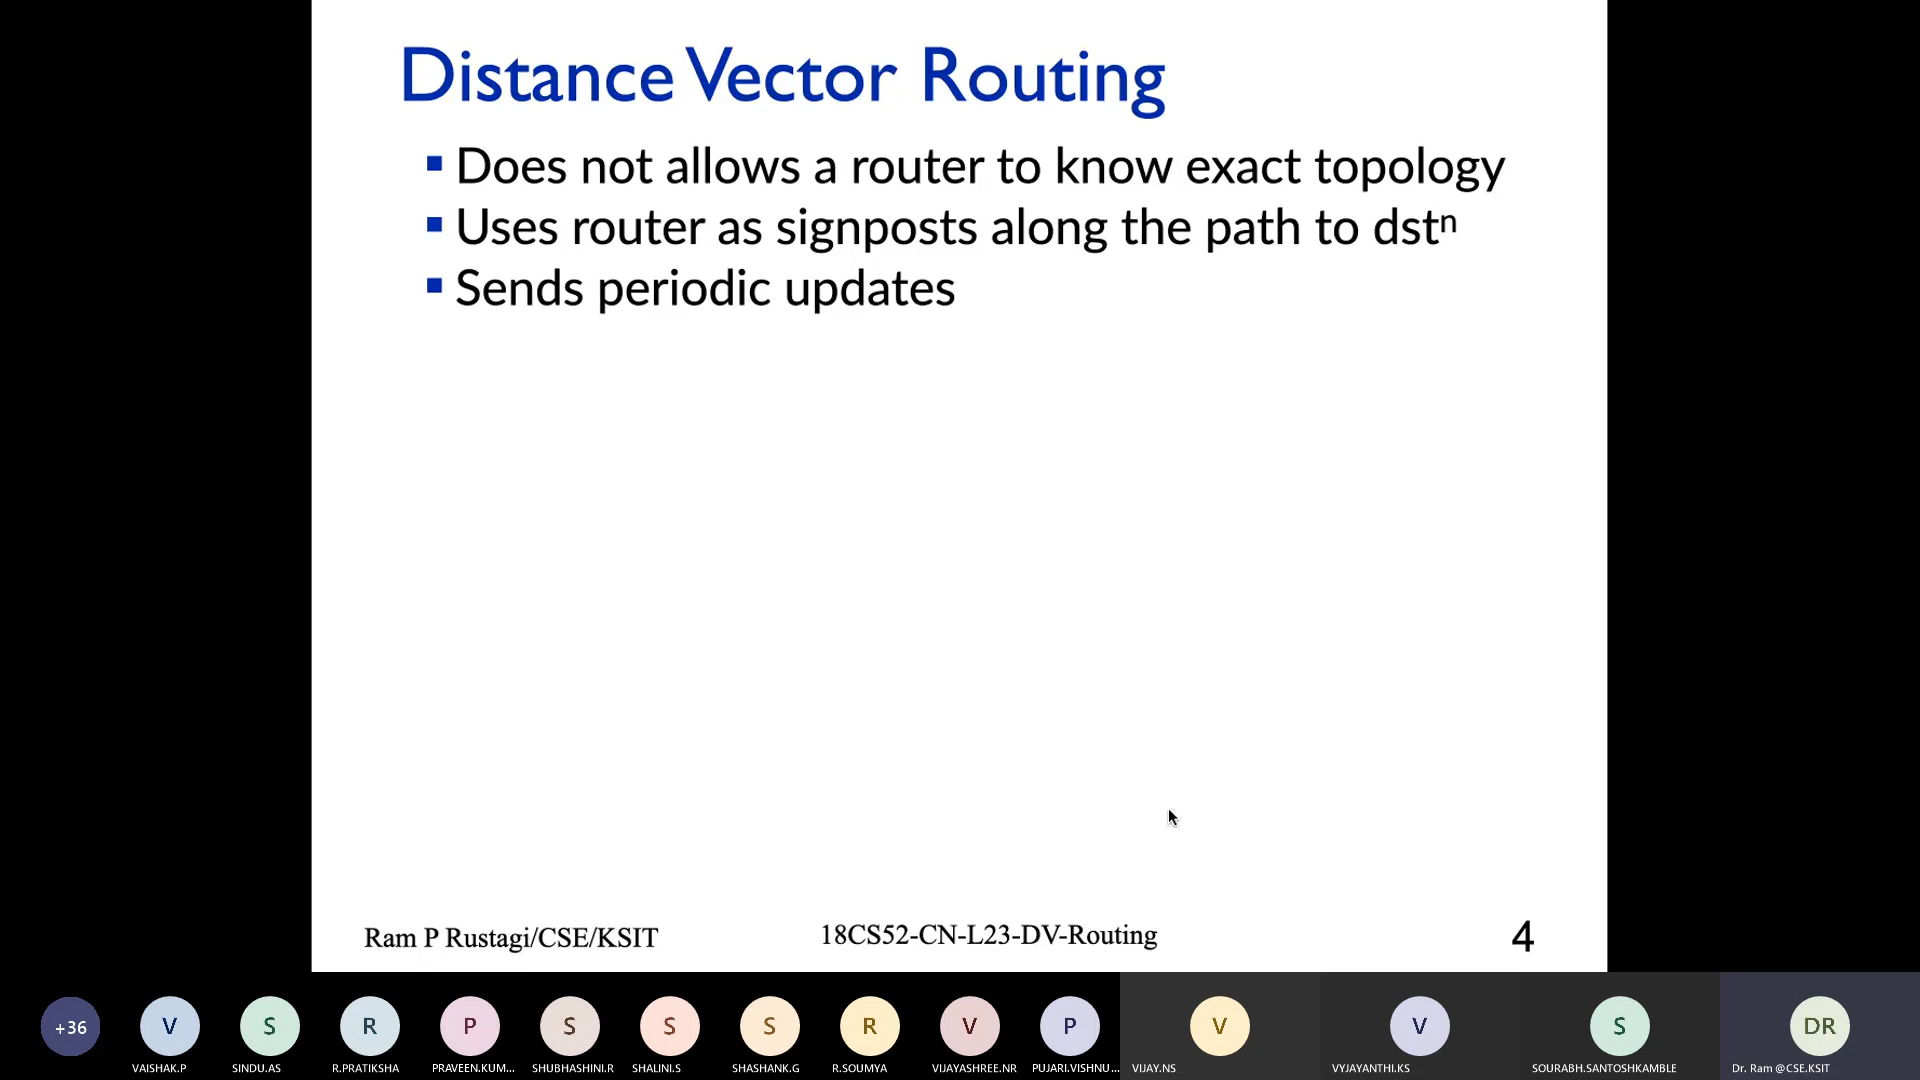 Distance Vector Routing
▪ Does not allows a router to know exact topology
▪ Uses router as signposts along the path to dstⁿ
▪ Sends periodic updates
Ram P Rustagi/CSE/KSIT 18CS52-CN-L23-DV-Routing 4
+36 V S R P S S S R V P V V S DR
VAISHAK.P SINDU.AS R.PRATIKSHA PRAVEEN.KUM... SHUBHASHINI.R SHALINI.S SHASHANK.G R.SOUMYA VIJAYASHREE.NR PUJARI.VISHNU... VIJAY.NS VYJAYANTHI.KS SOURABH.SANTOSHKAMBLE Dr. Ram @CSE.KSIT